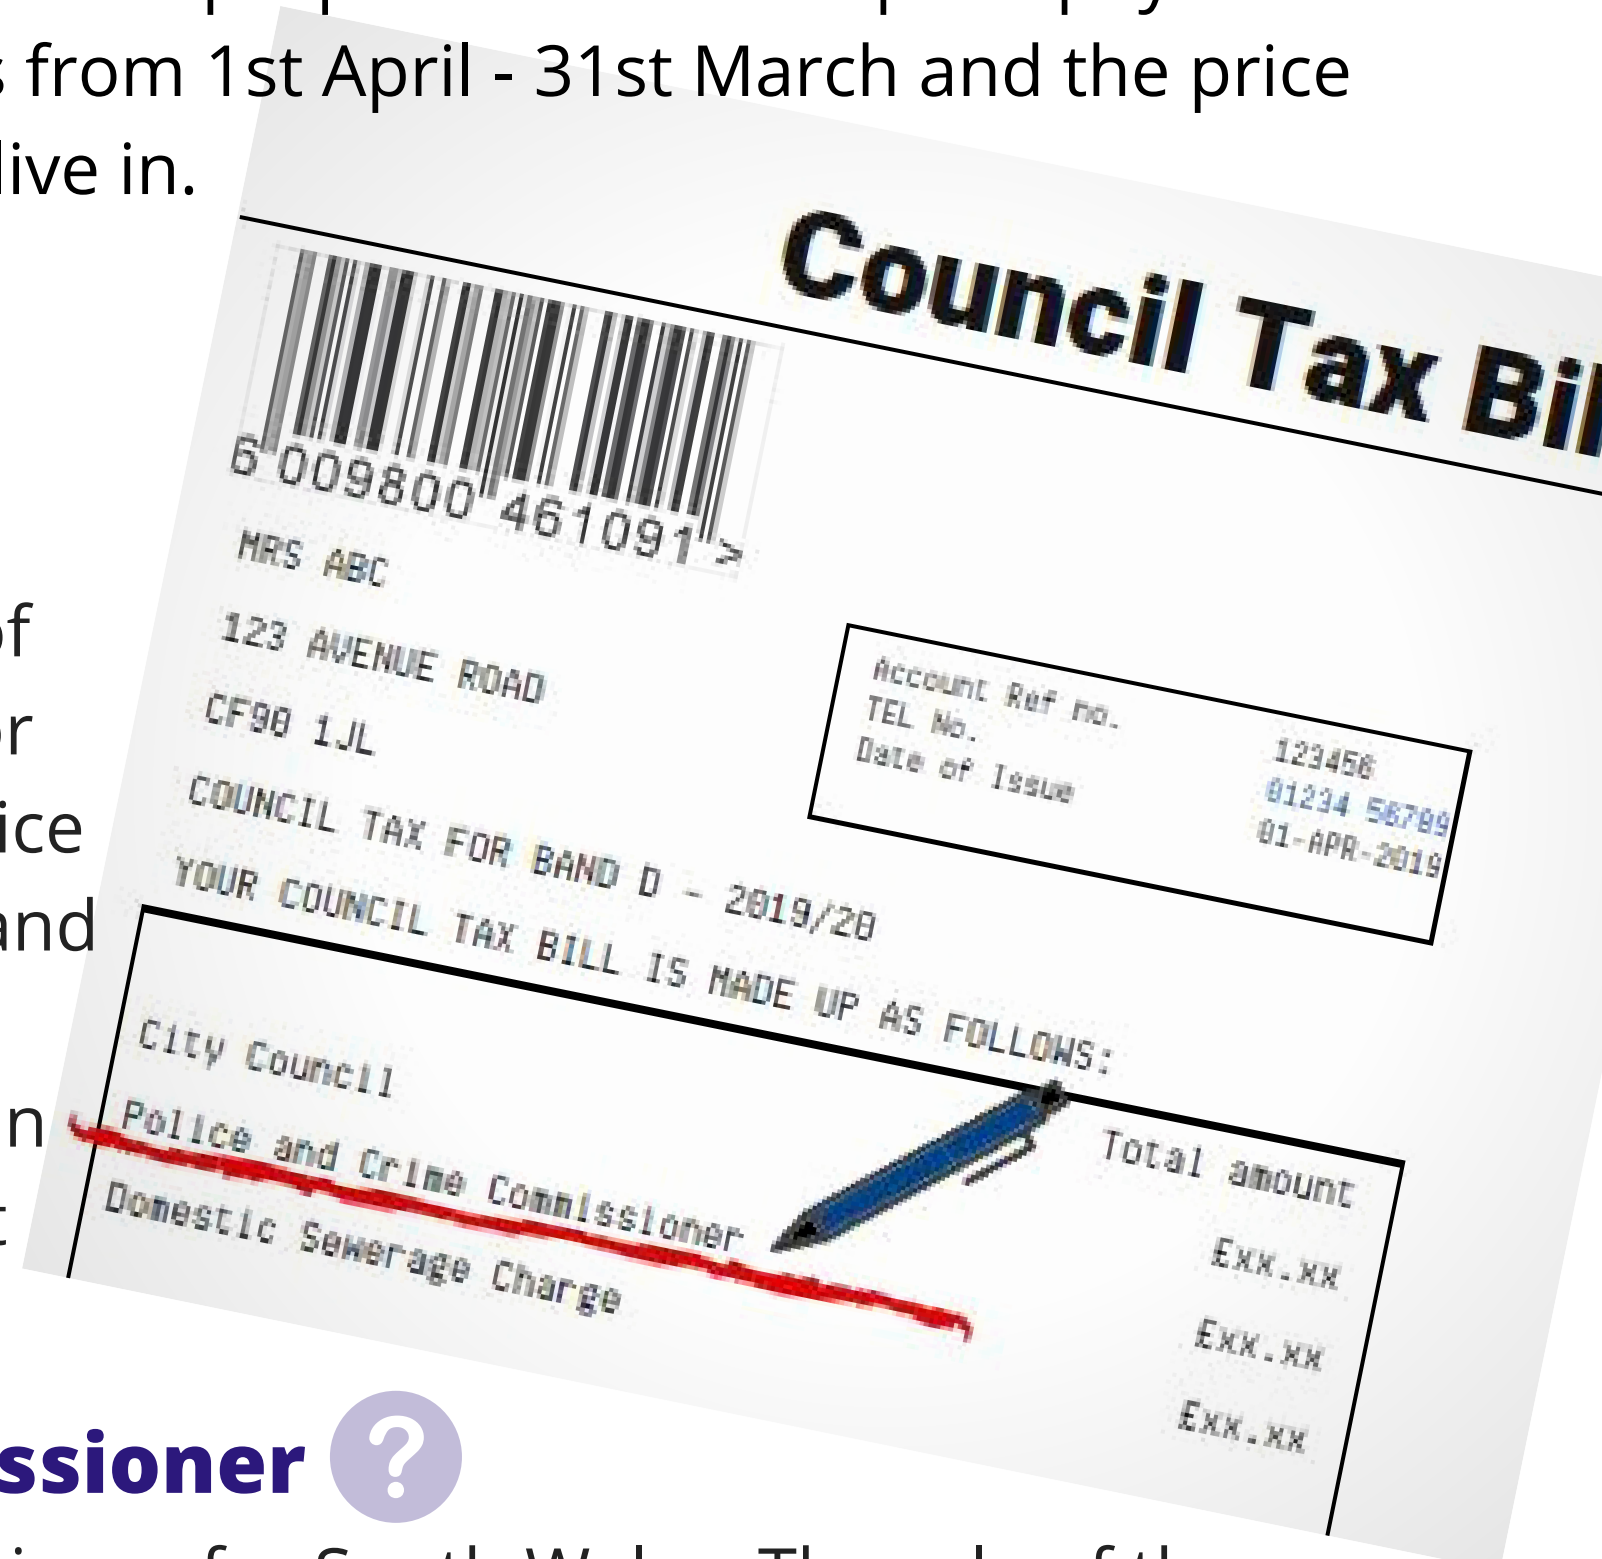 s from 1st April - 31st March and the price
live in.
Council Tax Bil
6 009800 461091 >
MRS ABC
123 AVENUE ROAD
CF98 1JL
Account Ref no. 123456
TEL No. 01234 56789
Date of Issue 01-APR-2019
COUNCIL TAX FOR BAND D - 2019/20
YOUR COUNCIL TAX BILL IS MADE UP AS FOLLOWS:
Total amount
City Council £xx.xx
Police and Crime Commissioner £xx.xx
Domestic Sewerage Charge £xx.xx
of
or
ice
and
n
t
ssioner ?